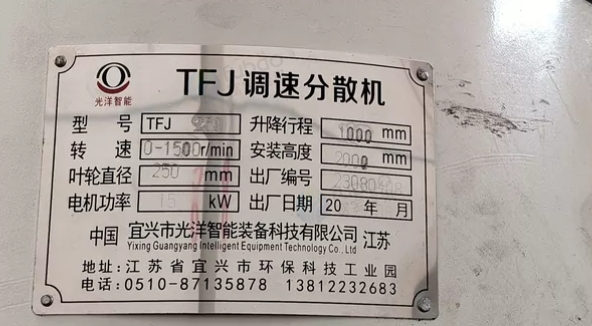 光洋智能
TFJ 调速分散机
型号 TFJ 升降行程 1000 mm
转速 0-1500r/min 安装高度 2000 mm
叶轮直径 250 mm 出厂编号
电机功率 15 kW 出厂日期 20 年 月
中国 宜兴市光洋智能装备科技有限公司 江苏
Yixing Guangyang Intelligent Equipment Technology Co., Ltd
地址:江苏省宜兴市环保科技工业园
电话:0510-87135878 13812232683